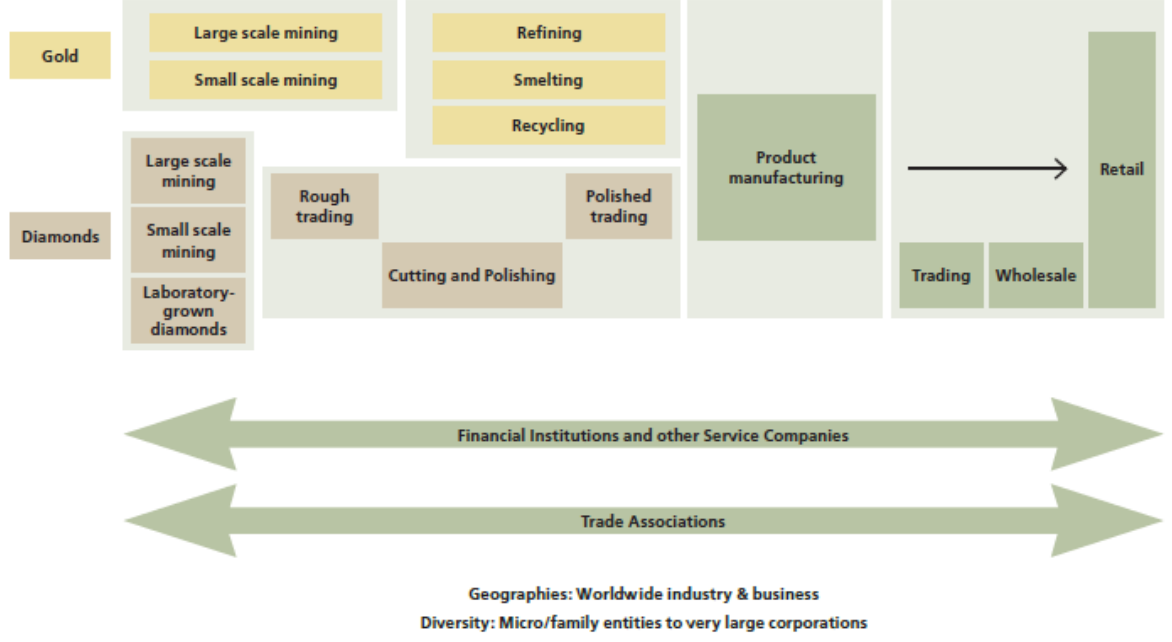 Gold
Large scale mining
Small scale mining
Refining
Smelting
Recycling
Diamonds
Large scale
mining
Small scale
mining
Laboratory-
grown
diamonds
Rough
trading
Cutting and Polishing
Polished
trading
Product
manufacturing
Trading
Wholesale
Retail
Financial Institutions and other Service Companies
Trade Associations
Geographies: Worldwide industry & business
Diversity: Micro/family entities to very large corporations